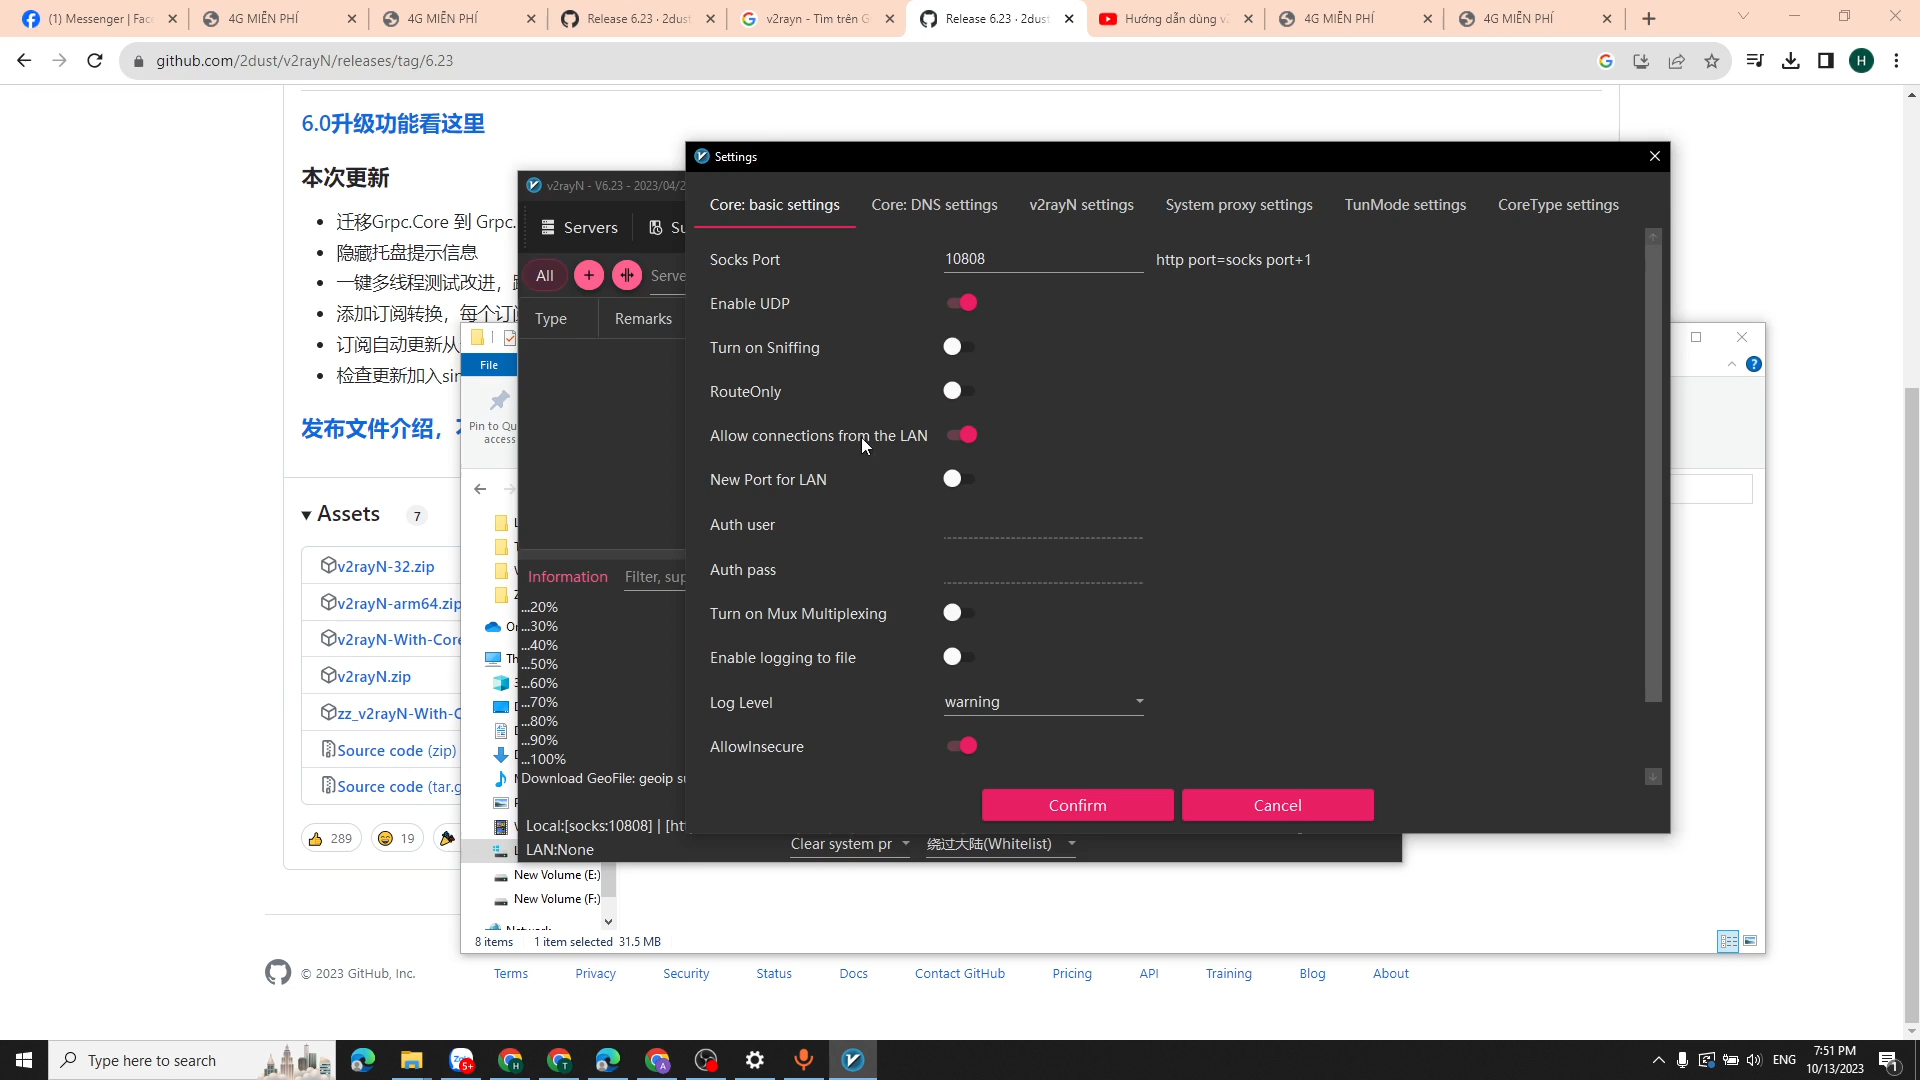 (1) Messenger | Fac
4G MIỄN PHÍ
4G MIỄN PHÍ
Release 6.23 · 2dust
v2rayn - Tìm trên G
Release 6.23 · 2dust
Hướng dẫn dùng v2
4G MIỄN PHÍ
4G MIỄN PHÍ
github.com/2dust/v2rayN/releases/tag/6.23
H
6.0升级功能看这里
本次更新
迁移Grpc.Core 到 Grpc.
隐藏托盘提示信息
一键多线程测试改进，
添加订阅转换，每个订
订阅自动更新从
检查更新加入sin
发布文件介绍，
Assets 7
v2rayN-32.zip
v2rayN-arm64.zip
v2rayN-With-Core
v2rayN.zip
zz_v2rayN-With-C
Source code (zip)
Source code (tar.g
289
19
File
Pin to Qu
access
New Volume (E:)
New Volume (F:)
Network
8 items
1 item selected 31.5 MB
v2rayN - V6.23 - 2023/04/2
Servers
Su
All
Serve
Type
Remarks
Information
Filter, sup
...20%
...30%
...40%
...50%
...60%
...70%
...80%
...90%
...100%
Download GeoFile: geoip su
Local:[socks:10808] | [htt
LAN:None
Clear system pr
绕过大陆(Whitelist)
Settings
Core: basic settings
Core: DNS settings
v2rayN settings
System proxy settings
TunMode settings
CoreType settings
Socks Port
10808
http port=socks port+1
Enable UDP
Turn on Sniffing
RouteOnly
Allow connections from the LAN
New Port for LAN
Auth user
Auth pass
Turn on Mux Multiplexing
Enable logging to file
Log Level
warning
AllowInsecure
Confirm
Cancel
© 2023 GitHub, Inc.
Terms
Privacy
Security
Status
Docs
Contact GitHub
Pricing
API
Training
Blog
About
Type here to search
5+
H
T
A
ENG
7:51 PM
10/13/2023
1